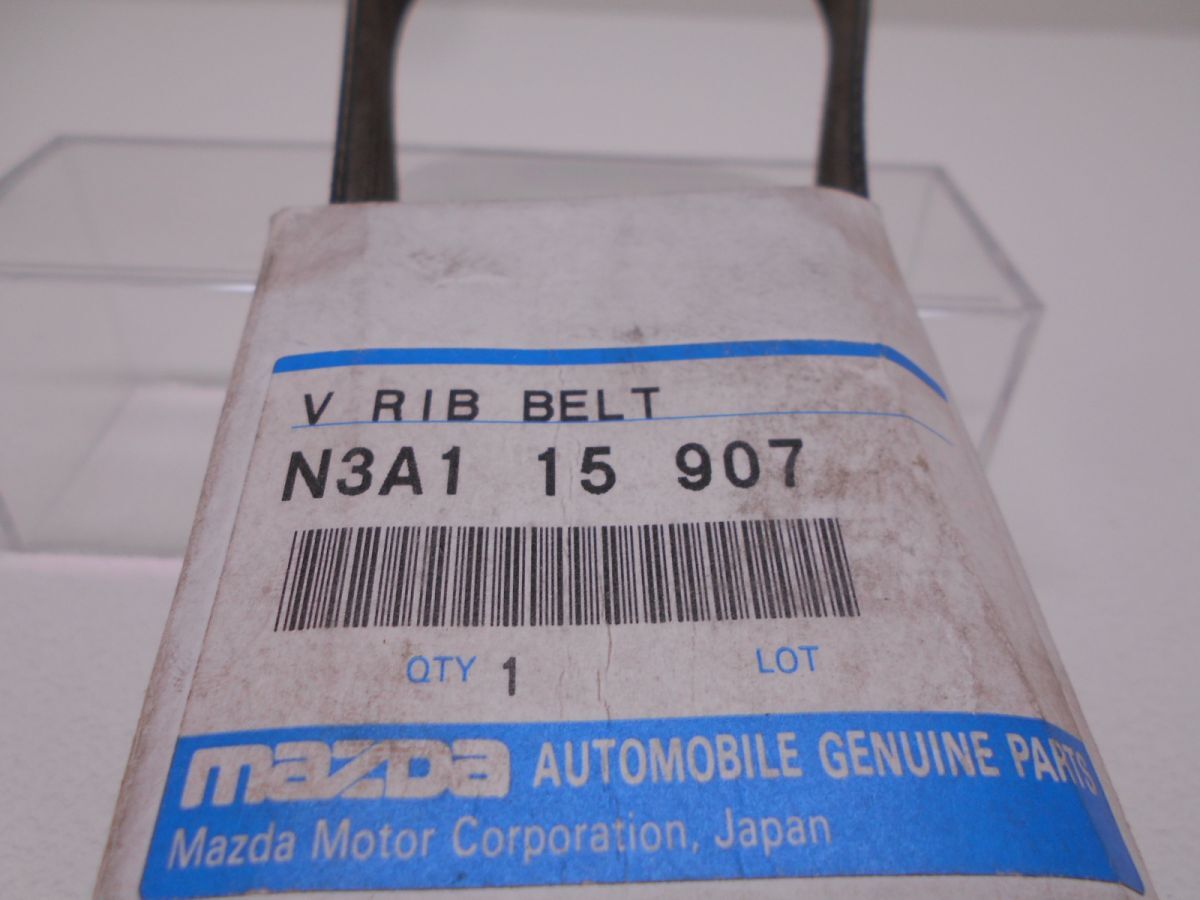 V RIB BELT
N3A1 15 907
QTY 1 LOT
mazda AUTOMOBILE GENUINE PARTS
Mazda Motor Corporation, Japan